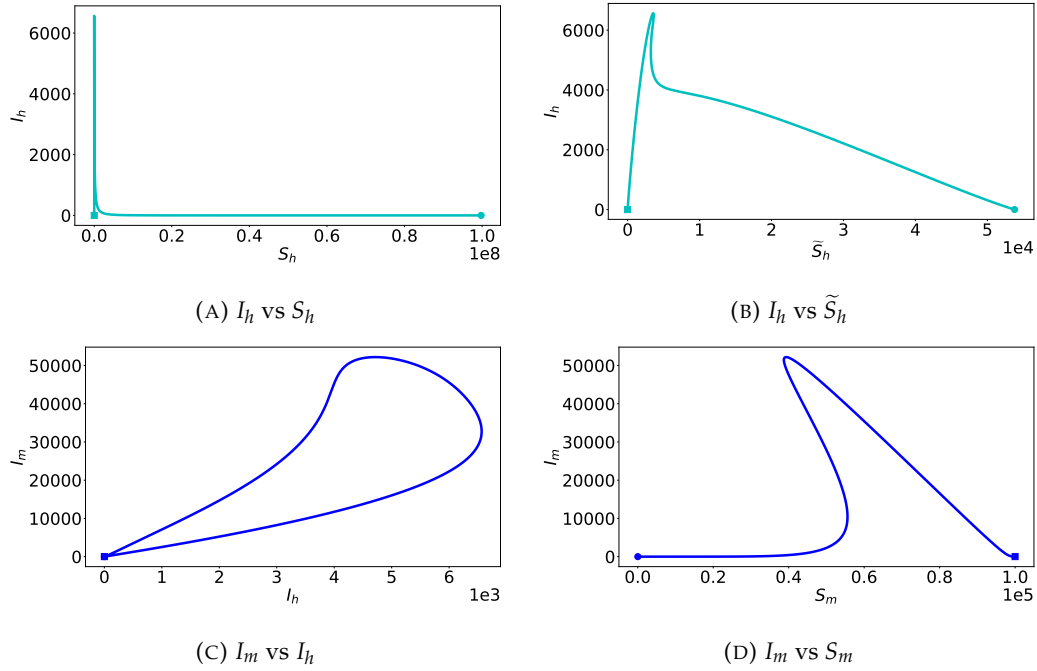 6000
4000
2000
0
I_h
0.0 0.2 0.4 0.6 0.8 1.0
S_h
1e8
(A) I_h vs S_h
6000
4000
2000
0
I_h
0 1 2 3 4 5
S̃_h
1e4
(B) I_h vs S̃_h
50000
40000
30000
20000
10000
0
I_m
0 1 2 3 4 5 6
I_h
1e3
(C) I_m vs I_h
50000
40000
30000
20000
10000
0
I_m
0.0 0.2 0.4 0.6 0.8 1.0
S_m
1e5
(D) I_m vs S_m